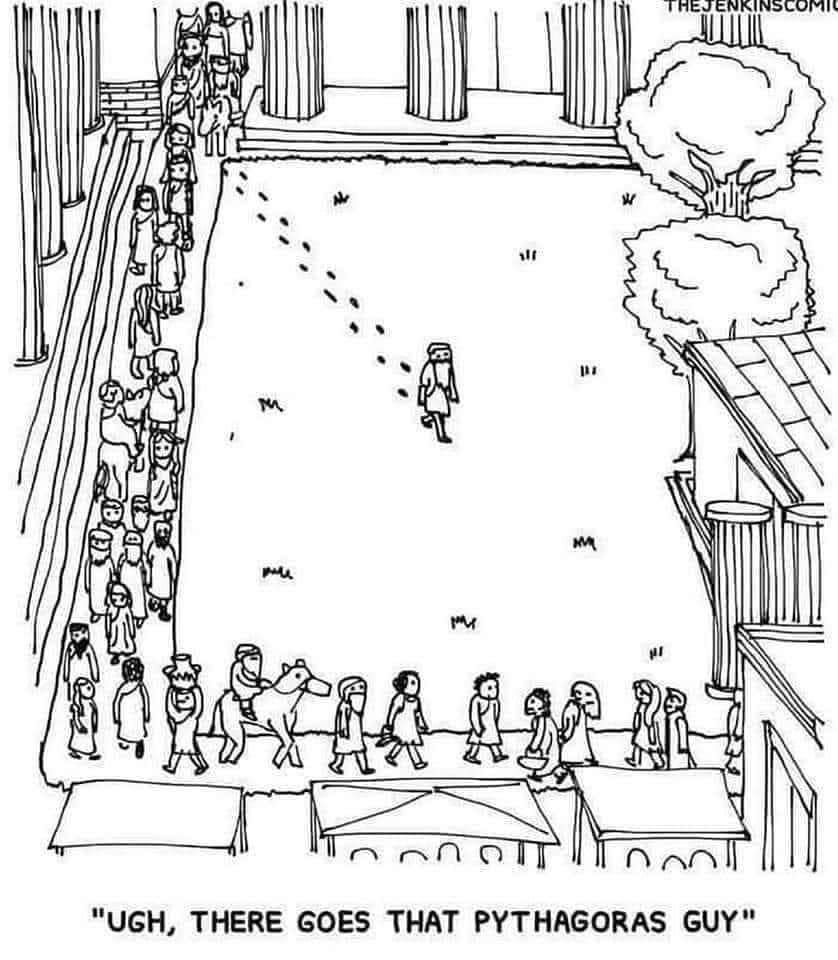 THEJENKINSCOMIC
"UGH, THERE GOES THAT PYTHAGORAS GUY"